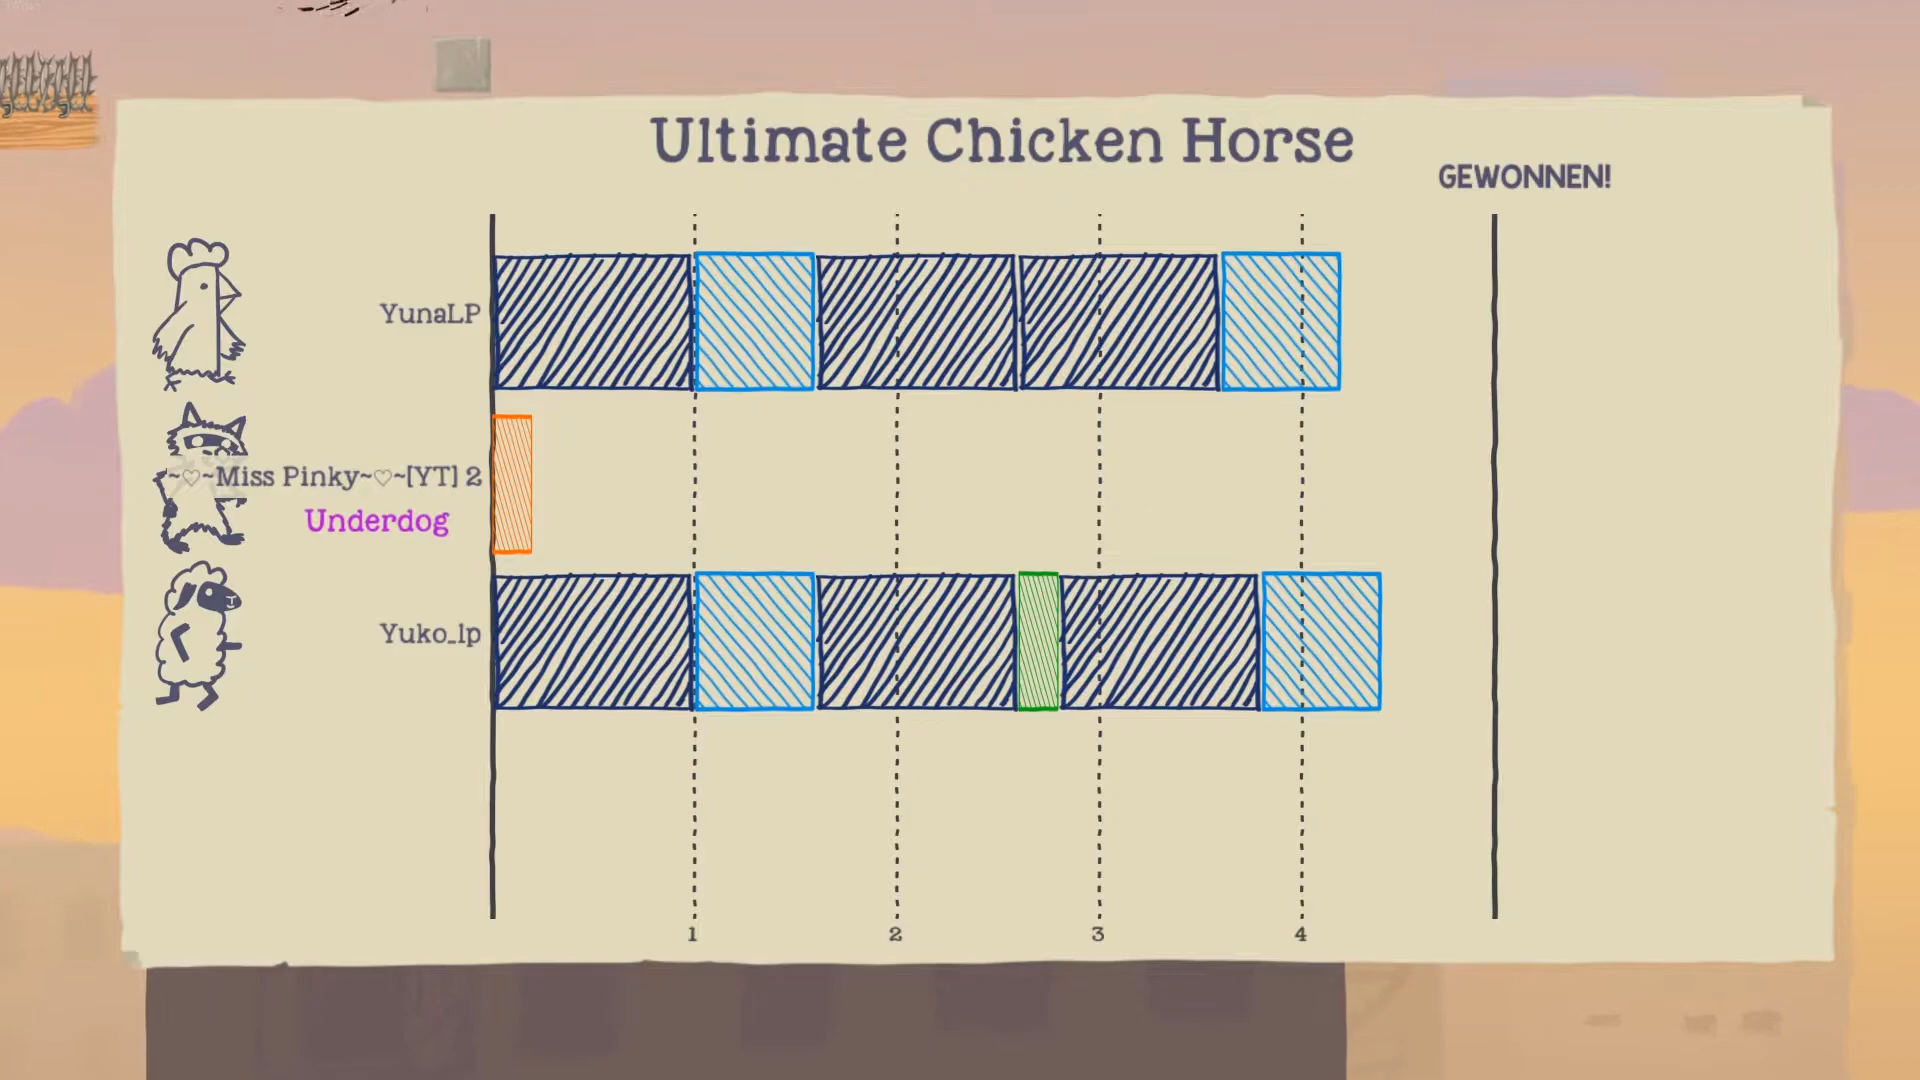 Ultimate Chicken Horse
GEWONNEN!
YunaLP
~♡~Miss Pinky~♡~[YT] 2
Underdog
Yuko_lp
1 2 3 4